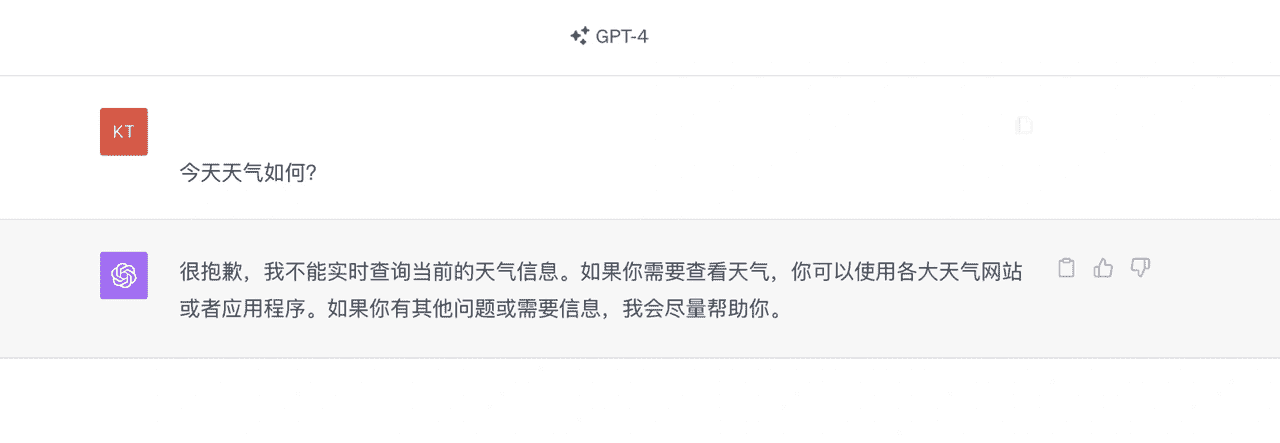 GPT-4
KT
今天天气如何?
很抱歉，我不能实时查询当前的天气信息。如果你需要查看天气，你可以使用各大天气网站
或者应用程序。如果你有其他问题或需要信息，我会尽量帮助你。